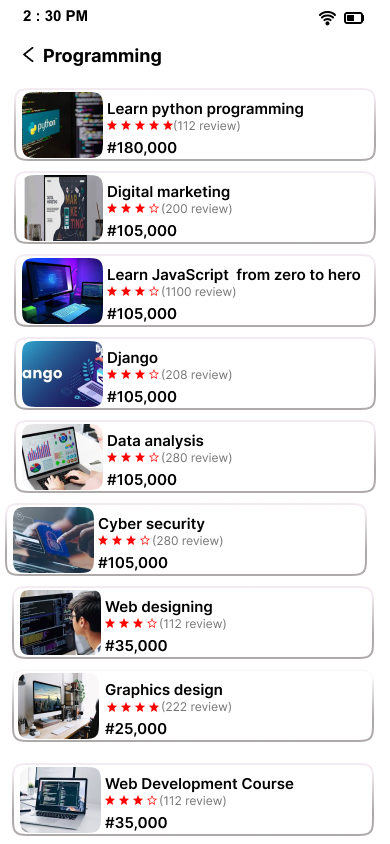 2 : 30 PM
Programming
python
Learn python programming
(112 review)
#180,000
MAR
KE
TING
Digital marketing
(200 review)
#105,000
Learn JavaScript from zero to hero
(1100 review)
#105,000
ango
Django
(208 review)
#105,000
Data analysis
(280 review)
#105,000
Cyber security
(280 review)
#105,000
Web designing
(112 review)
#35,000
Graphics design
(222 review)
#25,000
Web Development Course
(112 review)
#35,000